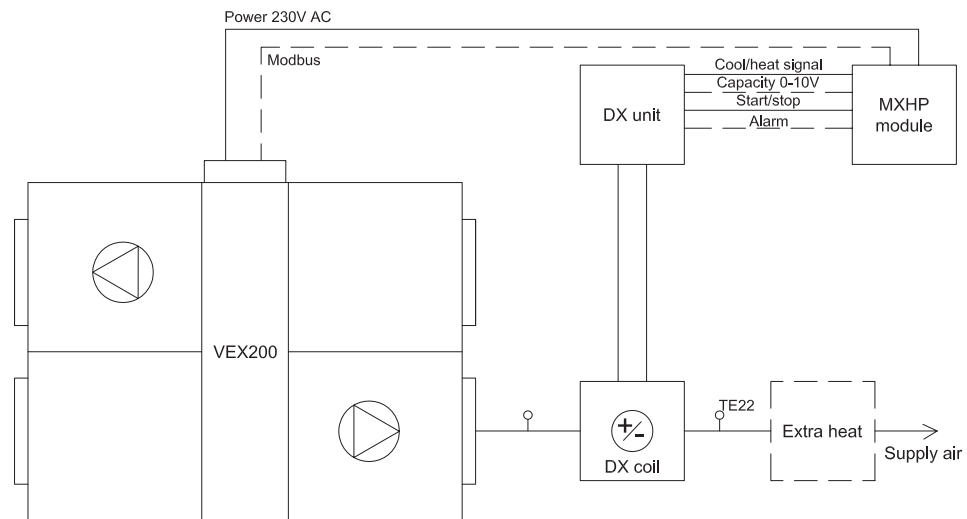 Power 230V AC
Modbus
Cool/heat signal
Capacity 0-10V
Start/stop
Alarm
DX unit
MXHP
module
VEX200
TE22
+/-
DX coil
Extra heat
Supply air